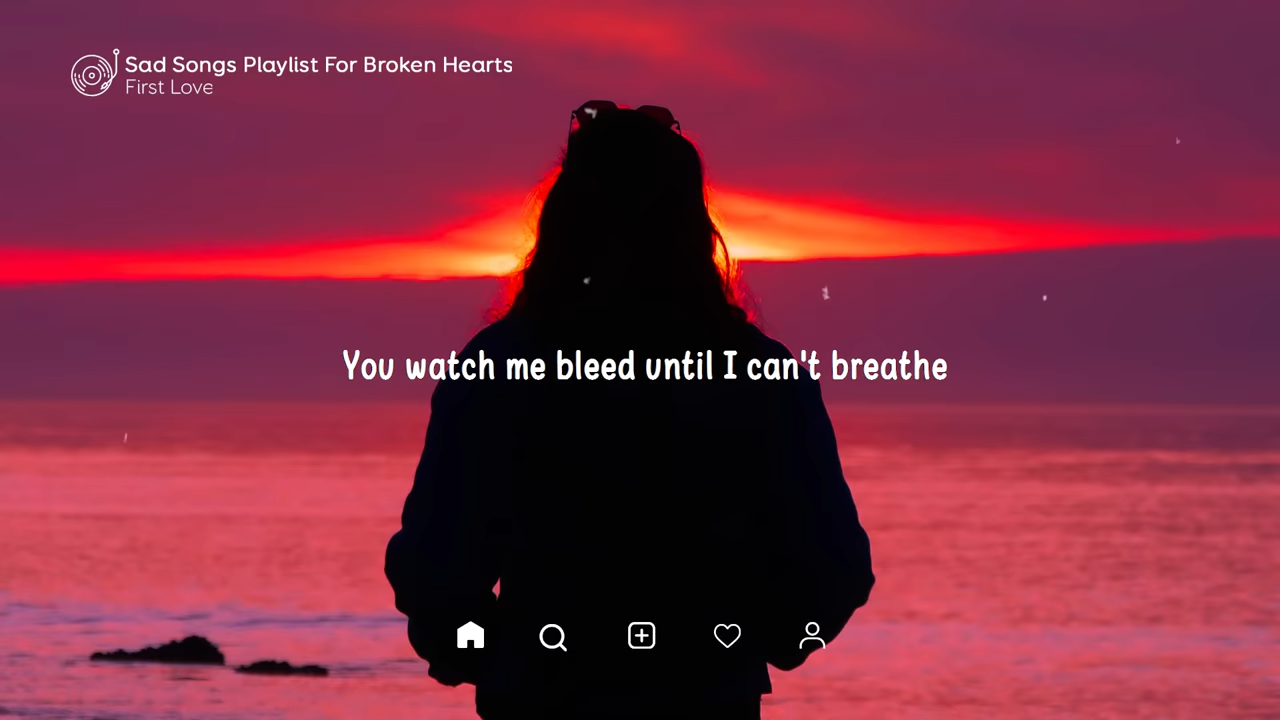 Sad Songs Playlist For Broken Hearts
First Love
You watch me bleed until I can't breathe